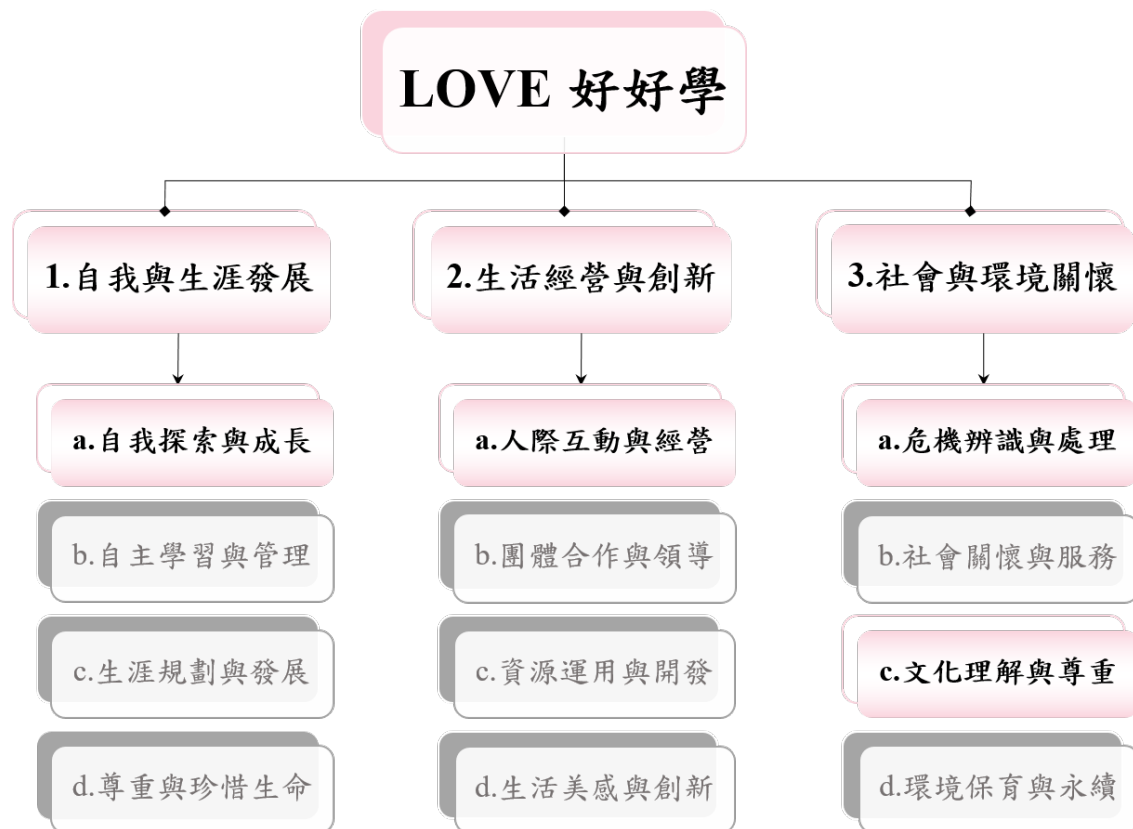 LOVE 好好學
1.自我與生涯發展
a.自我探索與成長
b.自主學習與管理
c.生涯規劃與發展
d.尊重與珍惜生命
2.生活經營與創新
a.人際互動與經營
b.團體合作與領導
c.資源運用與開發
d.生活美感與創新
3.社會與環境關懷
a.危機辨識與處理
b.社會關懷與服務
c.文化理解與尊重
d.環境保育與永續